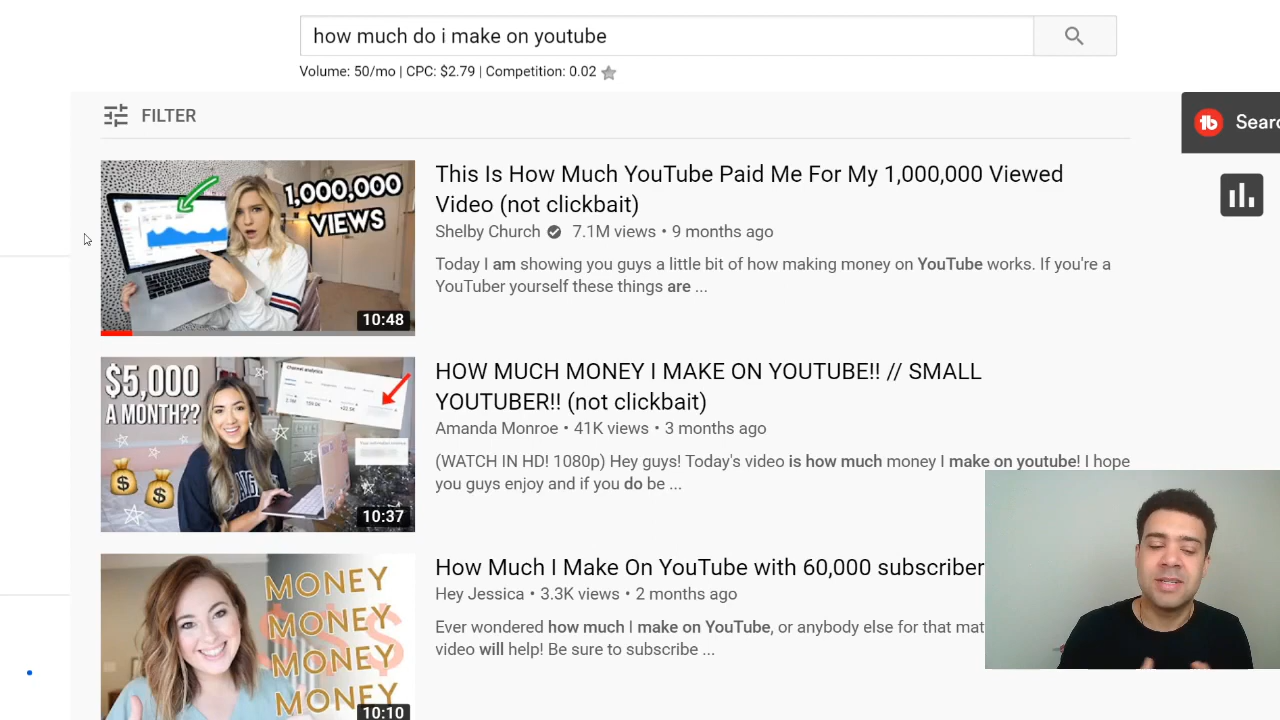 how much do i make on youtube
Volume: 50/mo | CPC: $2.79 | Competition: 0.02
FILTER
tb Searc
1,000,000
VIEWS
10:48
This Is How Much YouTube Paid Me For My 1,000,000 Viewed
Video (not clickbait)
Shelby Church 7.1M views • 9 months ago
Today I am showing you guys a little bit of how making money on YouTube works. If you're a
YouTuber yourself these things are ...
$5,000
A MONTH??
Channel analytics
10:37
HOW MUCH MONEY I MAKE ON YOUTUBE!! // SMALL
YOUTUBER!! (not clickbait)
Amanda Monroe • 41K views • 3 months ago
(WATCH IN HD! 1080p) Hey guys! Today's video is how much money I make on youtube! I hope
you guys enjoy and if you do be ...
MONEY
MONEY
MONEY
MONEY
$ $
10:10
How Much I Make On YouTube with 60,000 subscriber
Hey Jessica • 3.3K views • 2 months ago
Ever wondered how much I make on YouTube, or anybody else for that mat
video will help! Be sure to subscribe ...